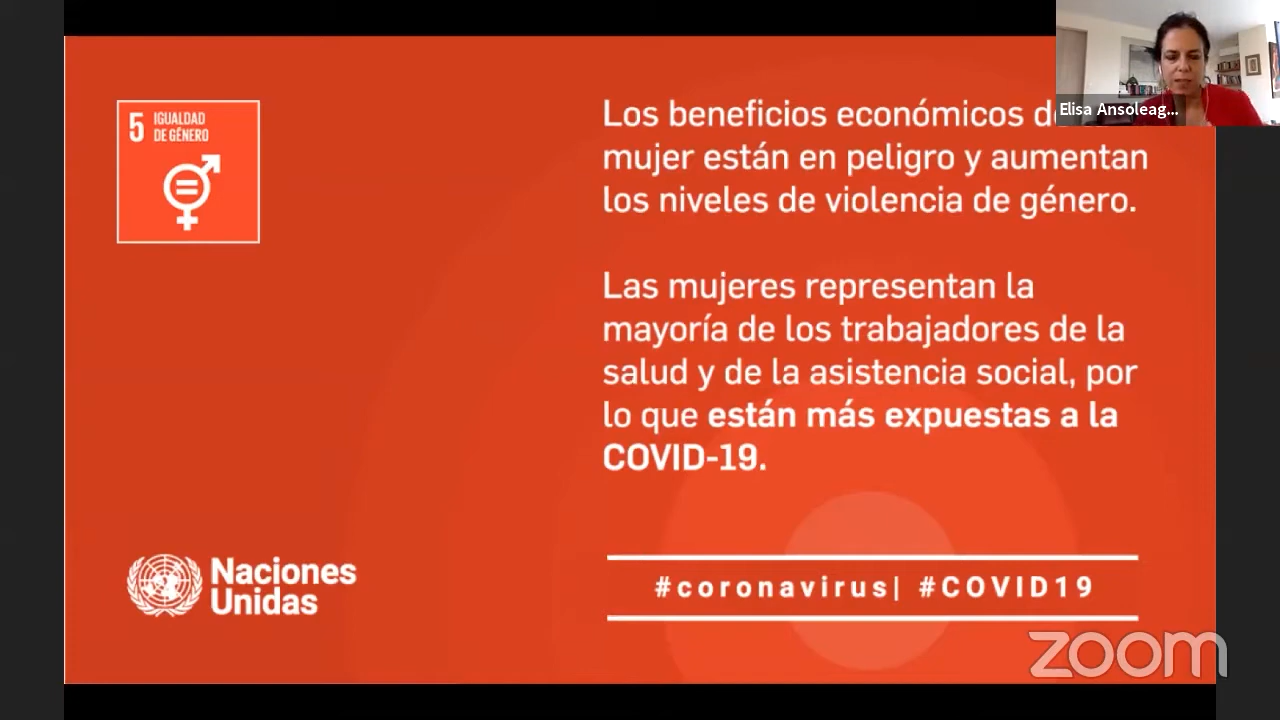 5 IGUALDAD
DE GÉNERO
Los beneficios económicos
mujer están en peligro y aumentan
los niveles de violencia de género.
Las mujeres representan la
mayoría de los trabajadores de la
salud y de la asistencia social, por
lo que están más expuestas a la
COVID-19.
Naciones
Unidas
#coronavirus| #COVID19
Elisa Ansoleag...
zoom